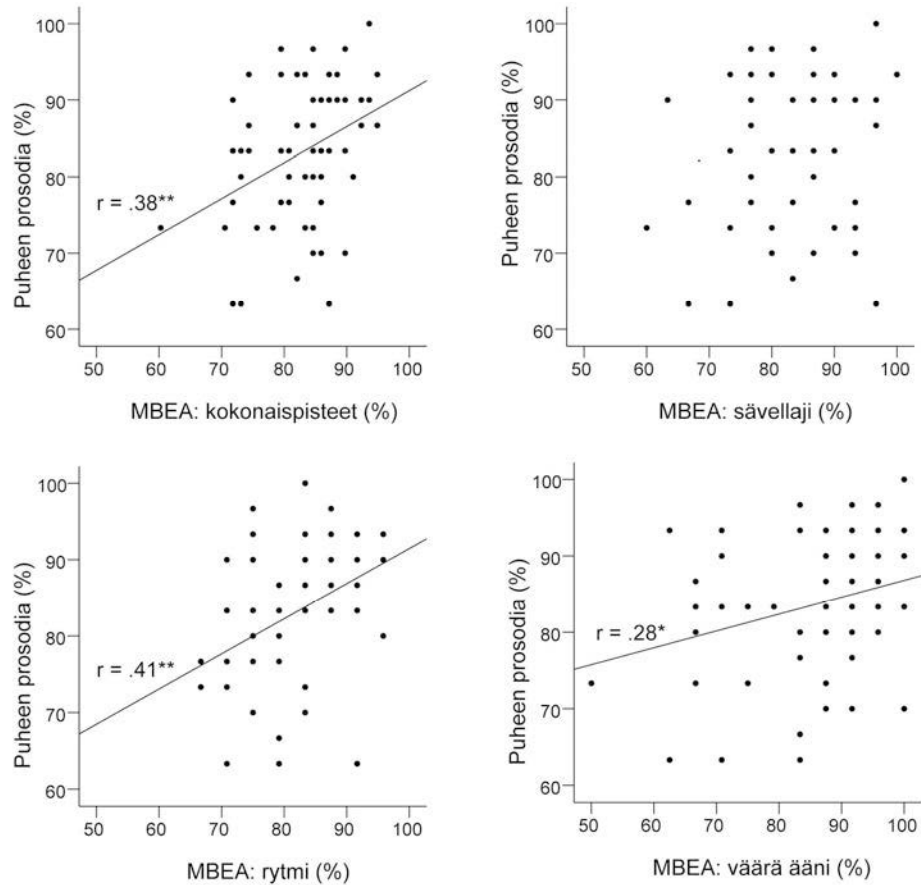 Puheen prosodia (%)
100
90
80
70
60
r = .38**
50 60 70 80 90 100
MBEA: kokonaispisteet (%)
Puheen prosodia (%)
100
90
80
70
60
50 60 70 80 90 100
MBEA: sävellaji (%)
Puheen prosodia (%)
100
90
80
70
60
r = .41**
50 60 70 80 90 100
MBEA: rytmi (%)
Puheen prosodia (%)
100
90
80
70
60
r = .28*
50 60 70 80 90 100
MBEA: väärä ääni (%)